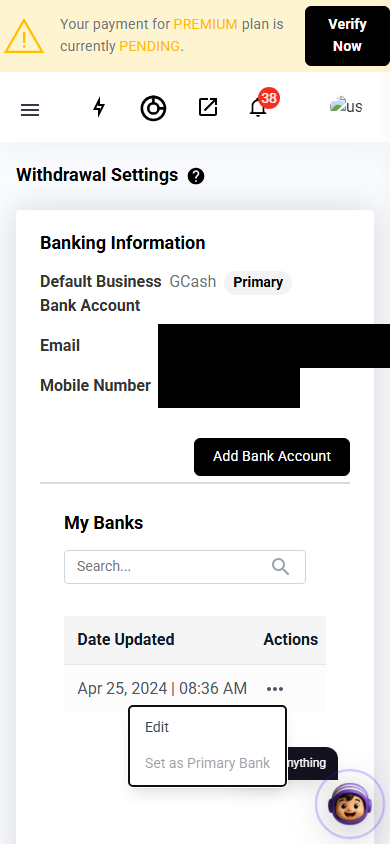 Your payment for PREMIUM plan is
currently PENDING.
Verify
Now
38
us
Withdrawal Settings
Banking Information
Default Business GCash Primary
Bank Account
Email
Mobile Number
Add Bank Account
My Banks
Search...
Date Updated Actions
Apr 25, 2024 | 08:36 AM
Edit
Set as Primary Bank